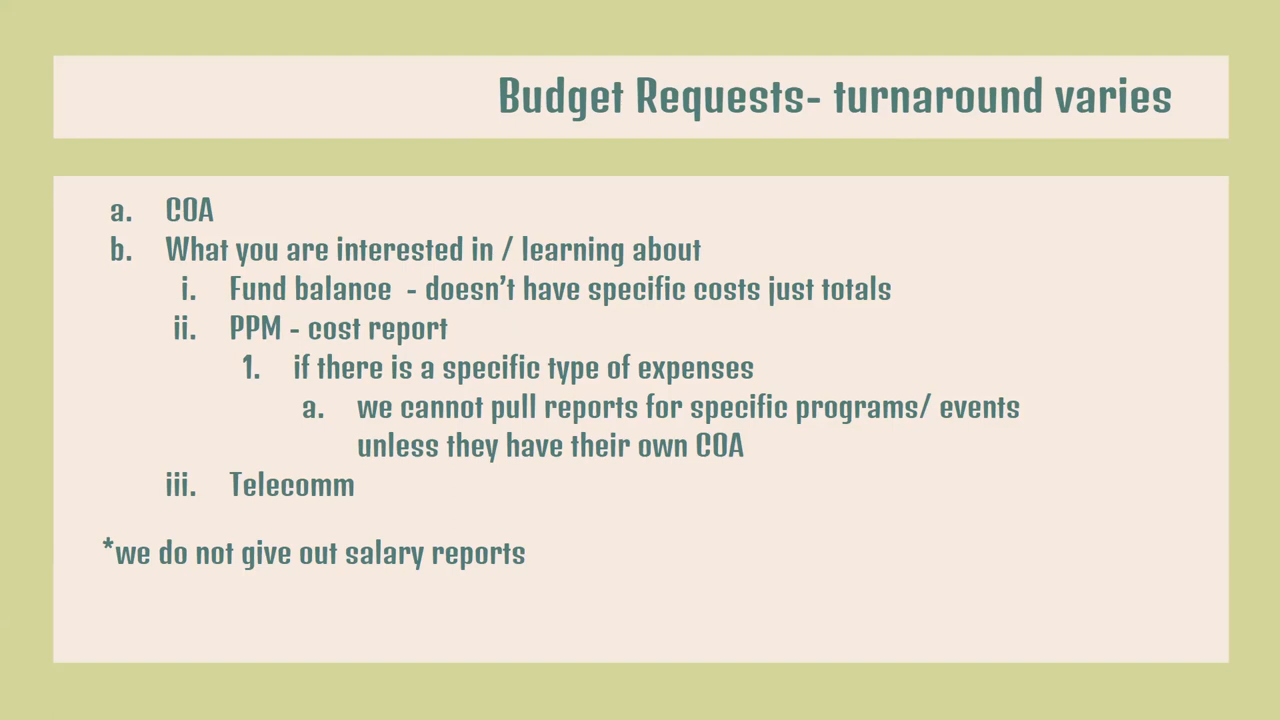 Budget Requests- turnaround varies
a. COA
b. What you are interested in / learning about
i. Fund balance - doesn't have specific costs just totals
ii. PPM - cost report
1. if there is a specific type of expenses
a. we cannot pull reports for specific programs/ events
unless they have their own COA
iii. Telecomm
*we do not give out salary reports